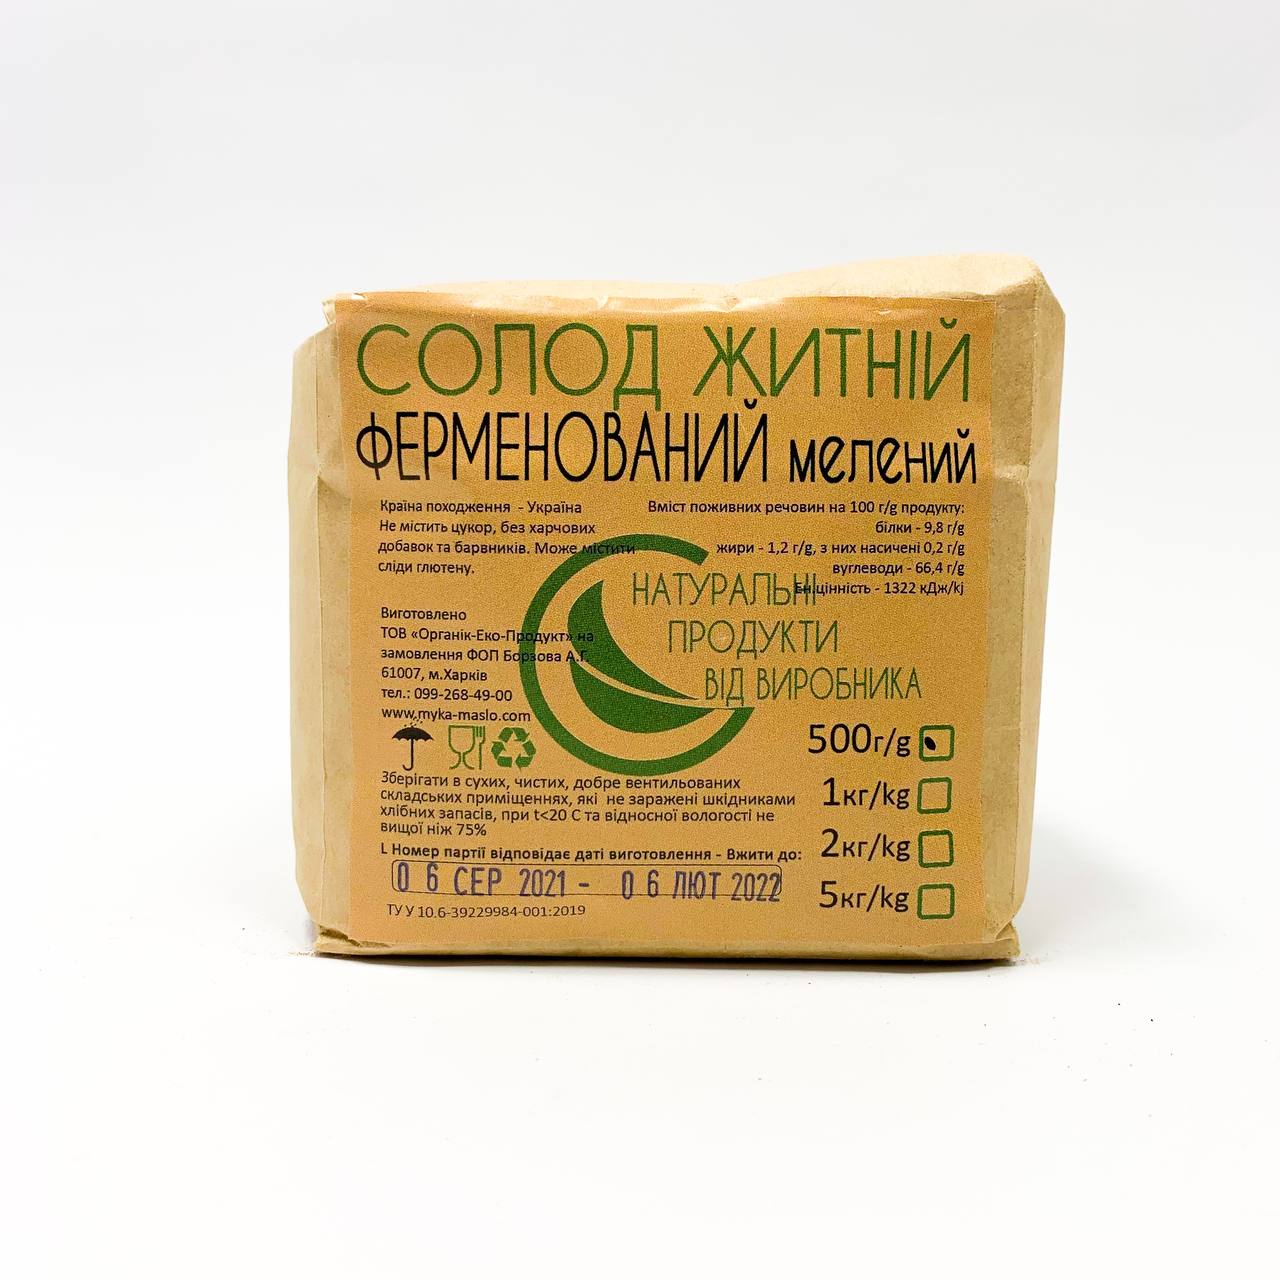 СОЛОД ЖИТНІЙ
ФЕРМЕНОВАНИЙ мелений
Країна походження - Україна
Не містить цукор, без харчових
добавок та барвників. Може містити
сліди глютену.
Вміст поживних речовин на 100 г/g продукту:
білки - 9,8 г/g
жири - 1,2 г/g, з них насичені 0,2 г/g
вуглеводи - 66,4 г/g
Ен.цінність - 1322 кДж/kj
НАТУРАЛЬНІ
ПРОДУКТИ
ВІД ВИРОБНИКА
Виготовлено
ТОВ «Органік-Еко-Продукт» на
замовлення ФОП Борзова А.Г.
61007, м.Харків
тел.: 099-268-49-00
www.myka-maslo.com
500г/g
1кг/kg
2кг/kg
5кг/kg
Зберігати в сухих, чистих, добре вентильованих
складських приміщеннях, які не заражені шкідниками
хлібних запасів, при t<20 С та відносної вологості не
вищої ніж 75%
L Номер партії відповідає даті виготовлення - Вжити до:
06 СЕР 2021 - 06 ЛЮТ 2022
ТУ У 10.6-39229984-001:2019